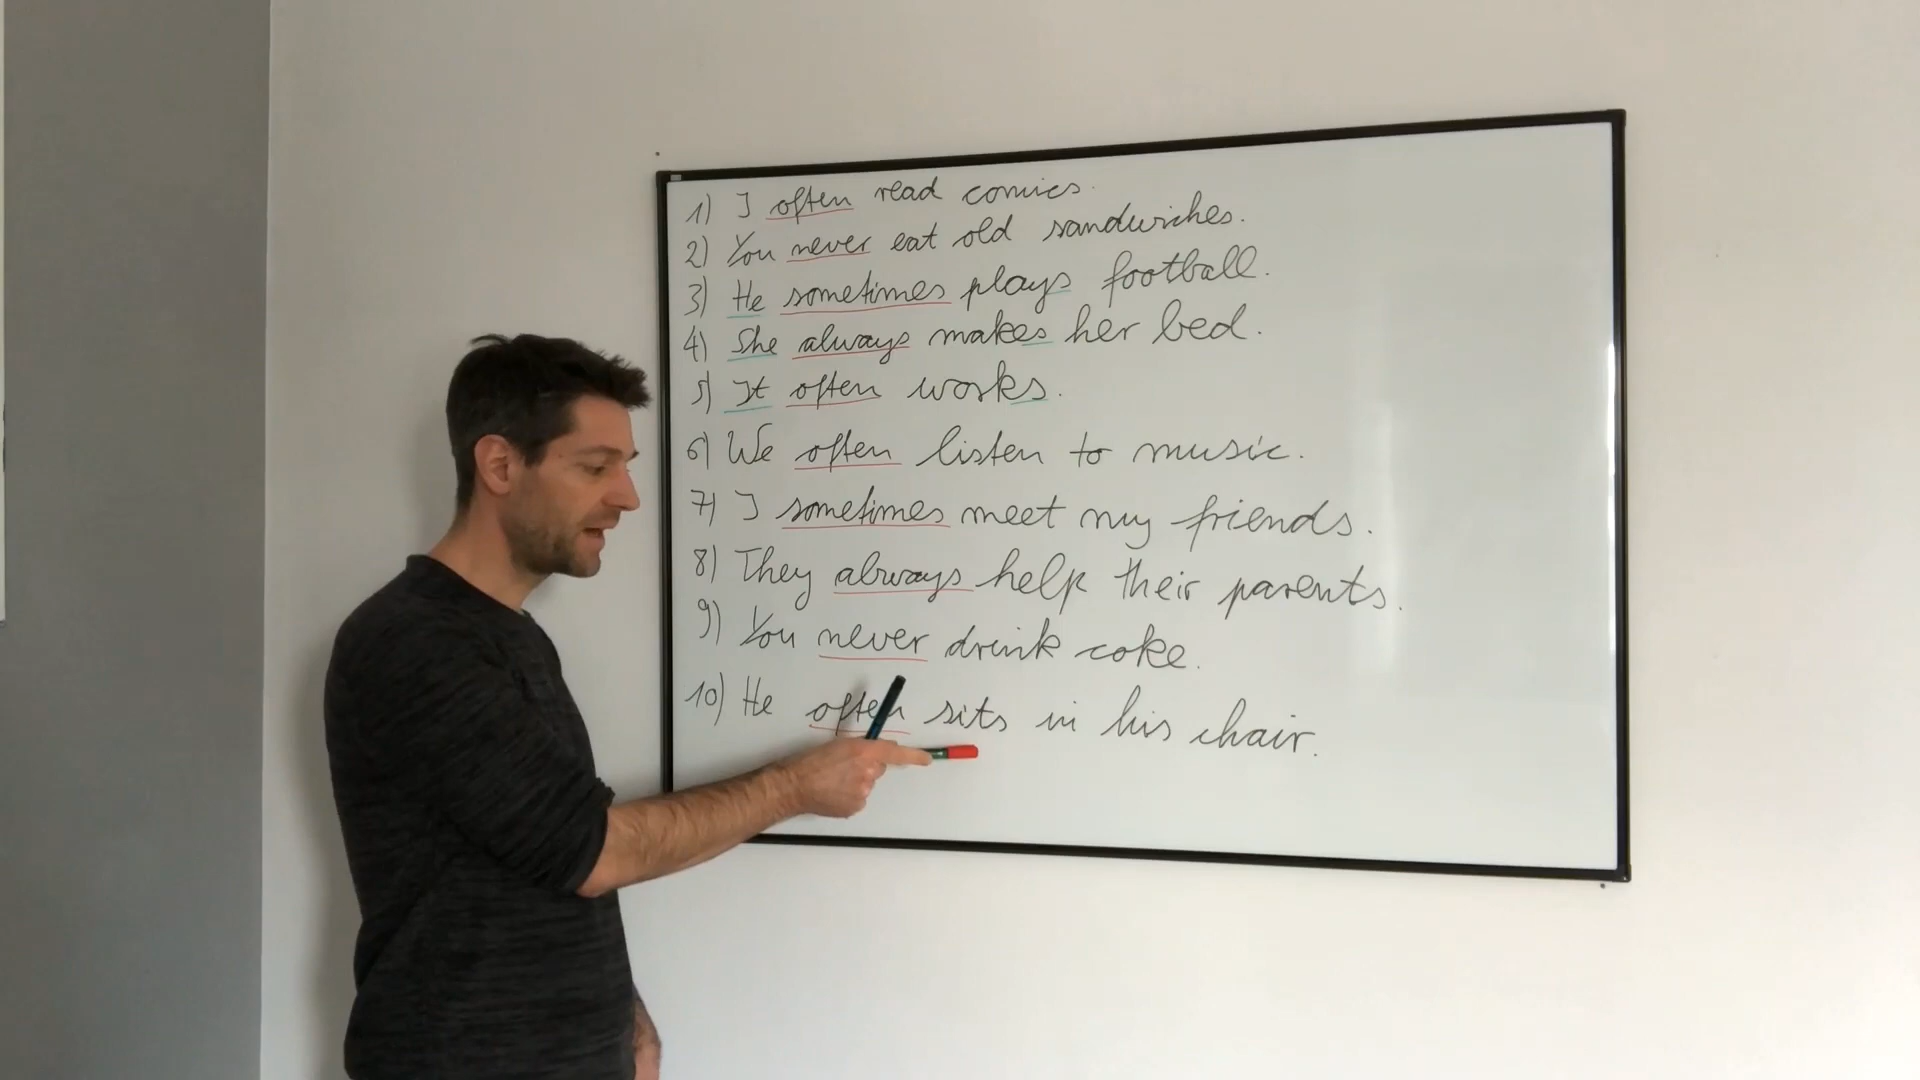 1) I often read comics.
2) You never eat old sandwiches.
3) He sometimes plays football.
4) She always makes her bed.
5) It often works.
6) We often listen to music.
7) I sometimes meet my friends.
8) They always help their parents.
9) You never drink coke.
10) He often sits in his chair.